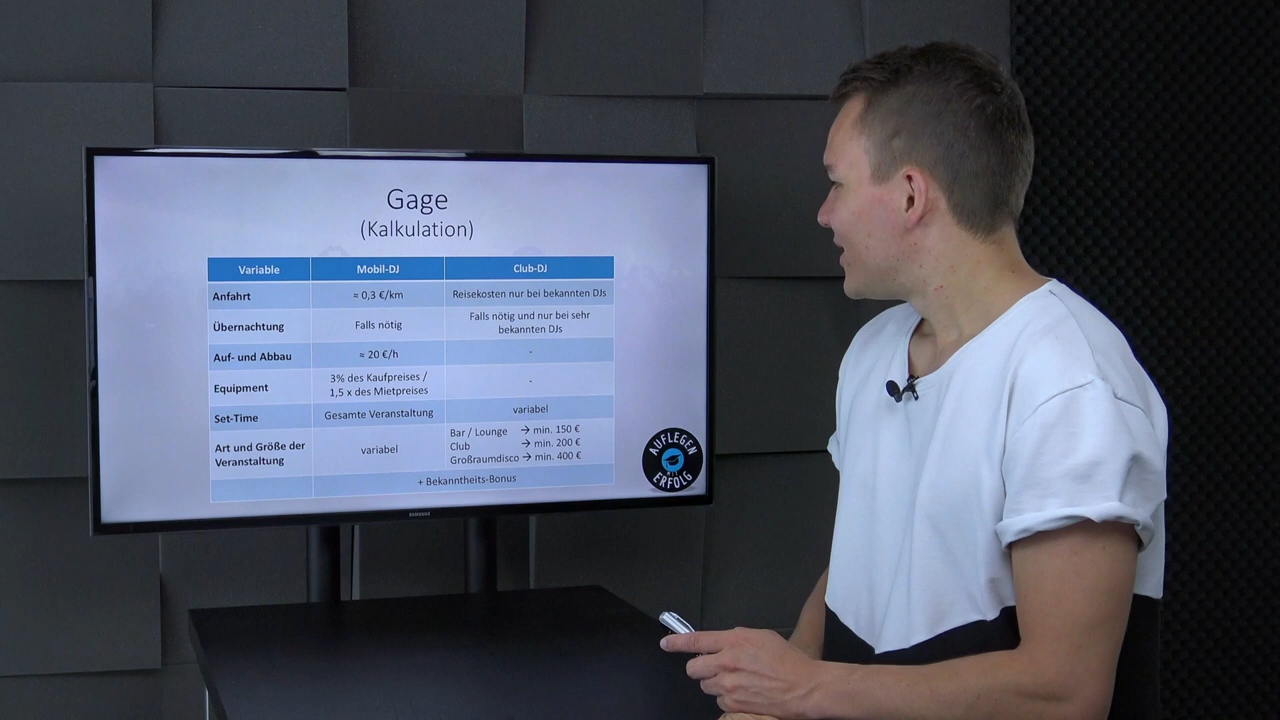 Gage
(Kalkulation)
Variable Mobil-DJ Club-DJ
Anfahrt ≈ 0,3 €/km Reisekosten nur bei bekannten DJs
Übernachtung Falls nötig Falls nötig und nur bei sehr
bekannten DJs
Auf- und Abbau ≈ 20 €/h -
Equipment 3% des Kaufpreises /
1,5 x des Mietpreises -
Set-Time Gesamte Veranstaltung variabel
Art und Größe der
Veranstaltung variabel Bar / Lounge → min. 150 €
Club → min. 200 €
Großraumdisco → min. 400 €
+ Bekanntheits-Bonus
AUFLEGEN
MIT
ERFOLG
SAMSUNG